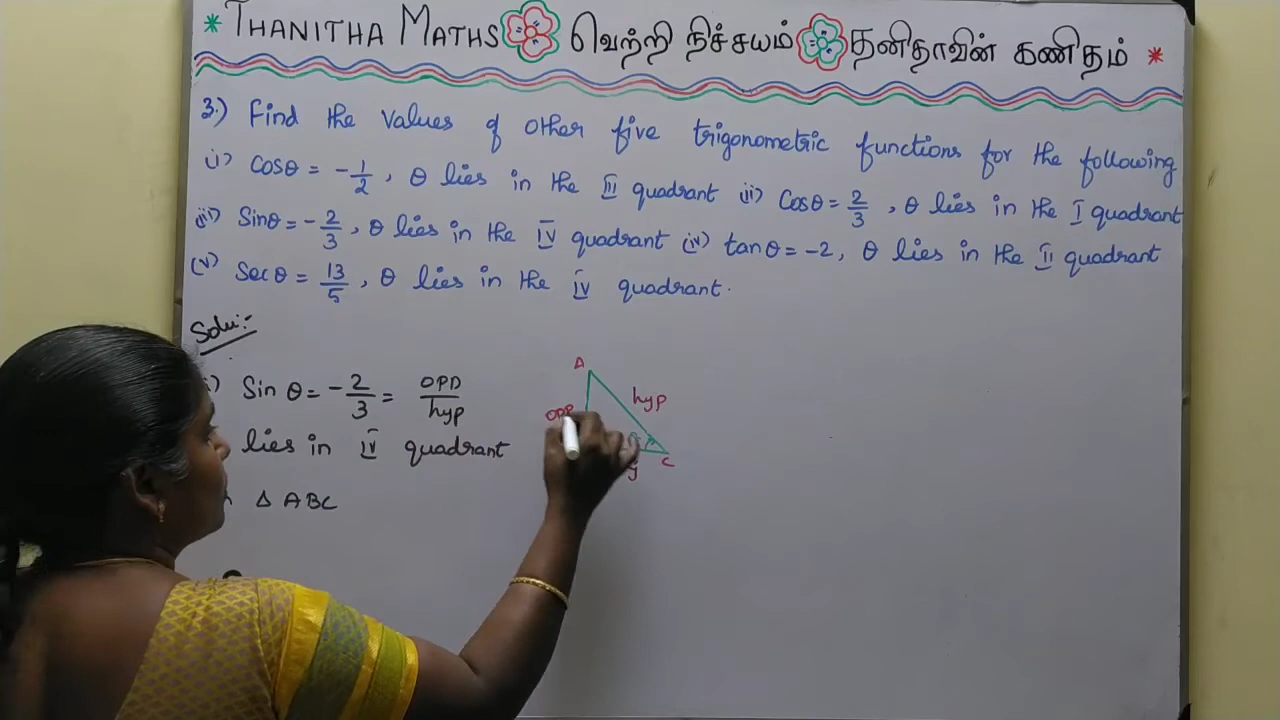 * THANITHA MATHS வெற்றி நிச்சயம் தனிதாவின் கணிதம் *
3.) Find the values of other five trigonometric functions for the following
i) Cosθ = -1/2, θ lies in the III quadrant ii) Cosθ = 2/3, θ lies in the I quadrant
iii) Sinθ = -2/3, θ lies in the IV quadrant (iv) tanθ = -2, θ lies in the II quadrant
(v) Secθ = 13/5, θ lies in the IV quadrant.
Solu:-
Sin θ = -2/3 = OPP/hyp
lies in IV quadrant
Δ ABC
A
hyp
OPP
C